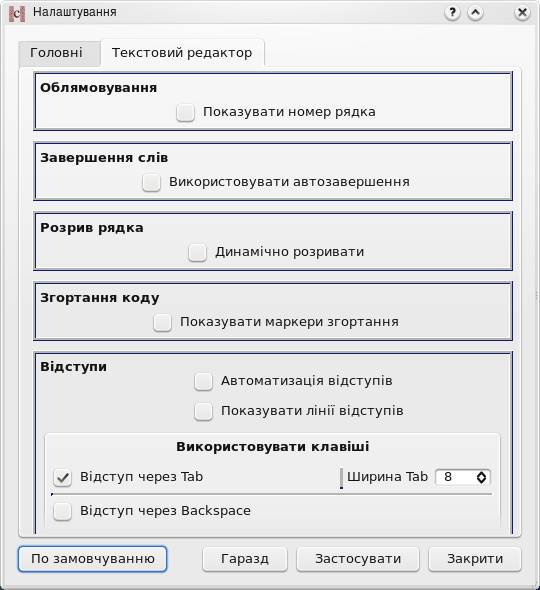 Налаштування
Головні
Текстовий редактор
Облямовування
Показувати номер рядка
Завершення слів
Використовувати автозавершення
Розрив рядка
Динамічно розривати
Згортання коду
Показувати маркери згортання
Відступи
Автоматизація відступів
Показувати лінії відступів
Використовувати клавіші
Відступ через Tab
Ширина Tab 8
Відступ через Backspace
По замовчуванню
Гаразд
Застосувати
Закрити